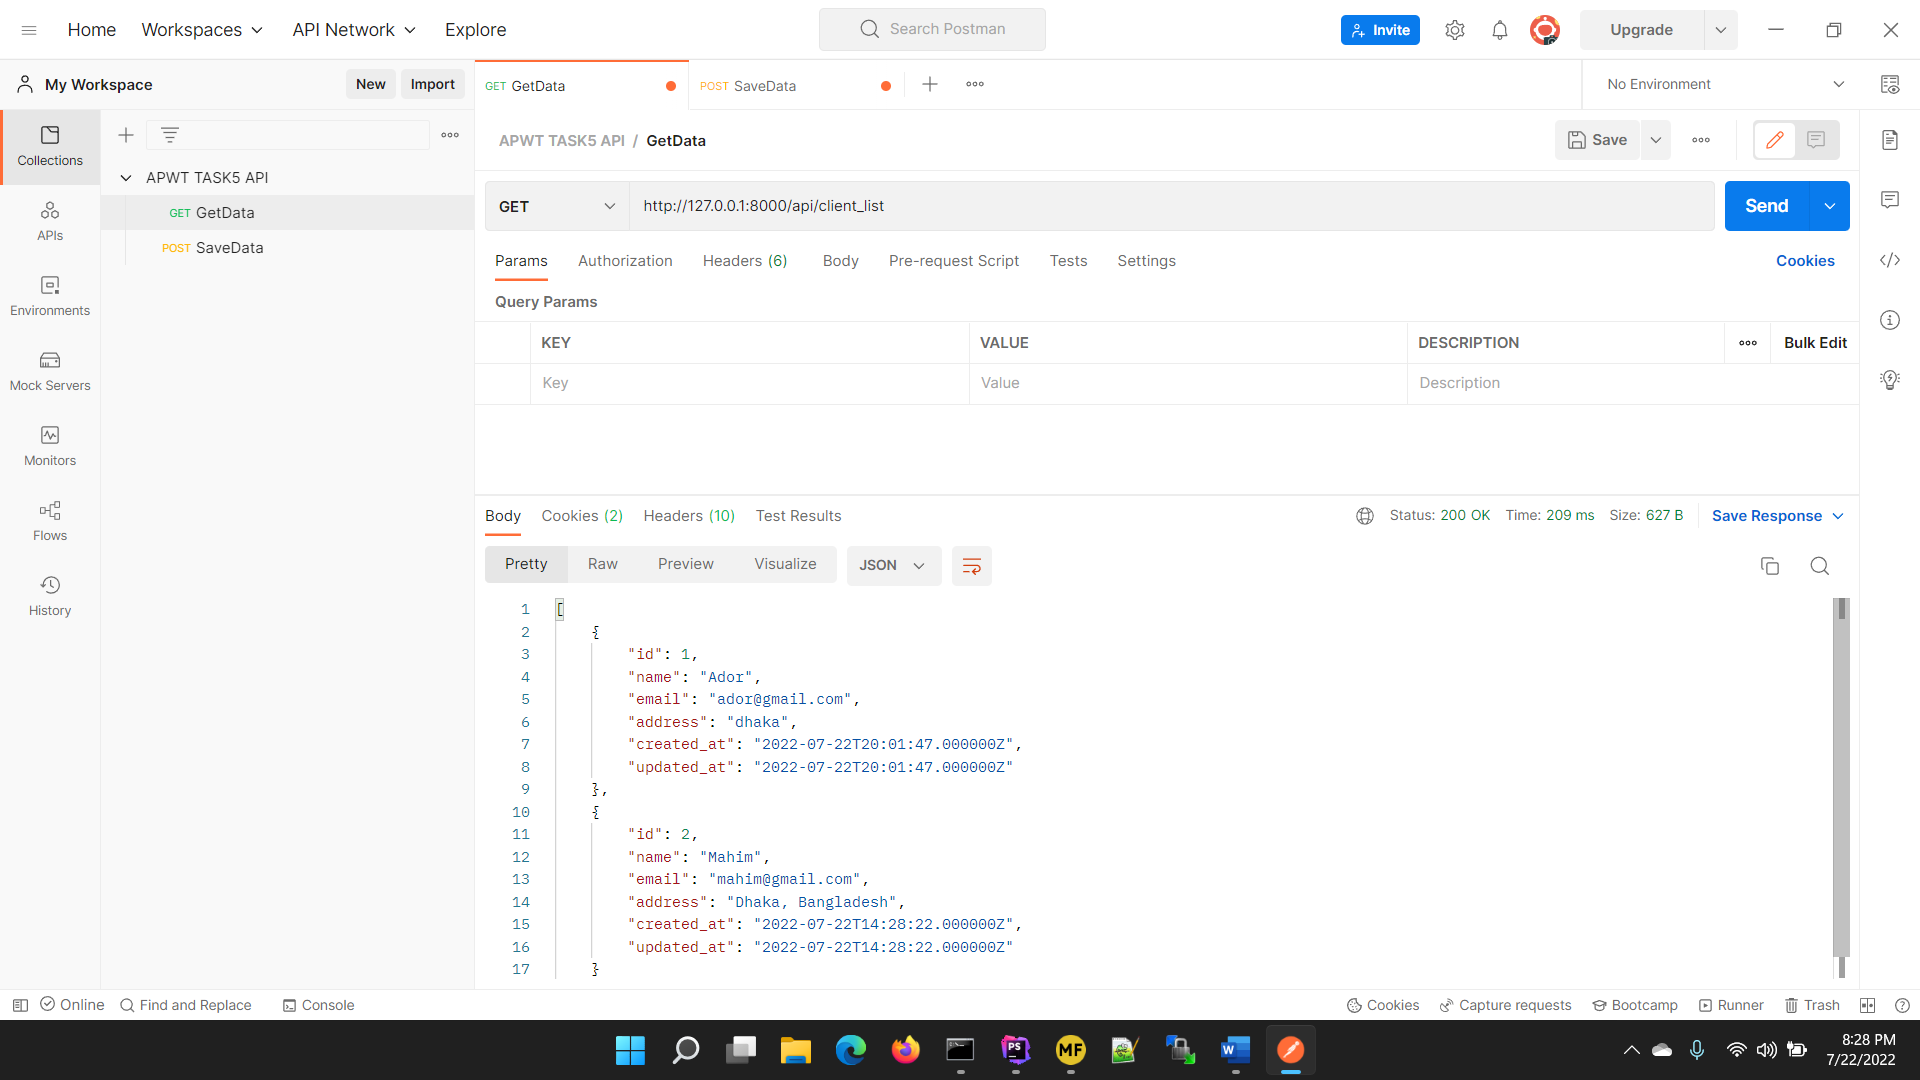 Home
Workspaces
API Network
Explore
Search Postman
Invite
Upgrade
My Workspace
New
Import
GET GetData
POST SaveData
No Environment
Collections
APIs
Environments
Mock Servers
Monitors
Flows
History
APWT TASK5 API
GET GetData
POST SaveData
APWT TASK5 API / GetData
Save
GET
http://127.0.0.1:8000/api/client_list
Send
Params
Authorization
Headers (6)
Body
Pre-request Script
Tests
Settings
Cookies
Query Params
KEY
VALUE
DESCRIPTION
Bulk Edit
Key
Value
Description
Body
Cookies (2)
Headers (10)
Test Results
Status: 200 OK
Time: 209 ms
Size: 627 B
Save Response
Pretty
Raw
Preview
Visualize
JSON
1 [
2 {
3 "id": 1,
4 "name": "Ador",
5 "email": "ador@gmail.com",
6 "address": "dhaka",
7 "created_at": "2022-07-22T20:01:47.000000Z",
8 "updated_at": "2022-07-22T20:01:47.000000Z"
9 },
10 {
11 "id": 2,
12 "name": "Mahim",
13 "email": "mahim@gmail.com",
14 "address": "Dhaka, Bangladesh",
15 "created_at": "2022-07-22T14:28:22.000000Z",
16 "updated_at": "2022-07-22T14:28:22.000000Z"
17 }
Online
Find and Replace
Console
Cookies
Capture requests
Bootcamp
Runner
Trash
PS
MF
W
8:28 PM
7/22/2022